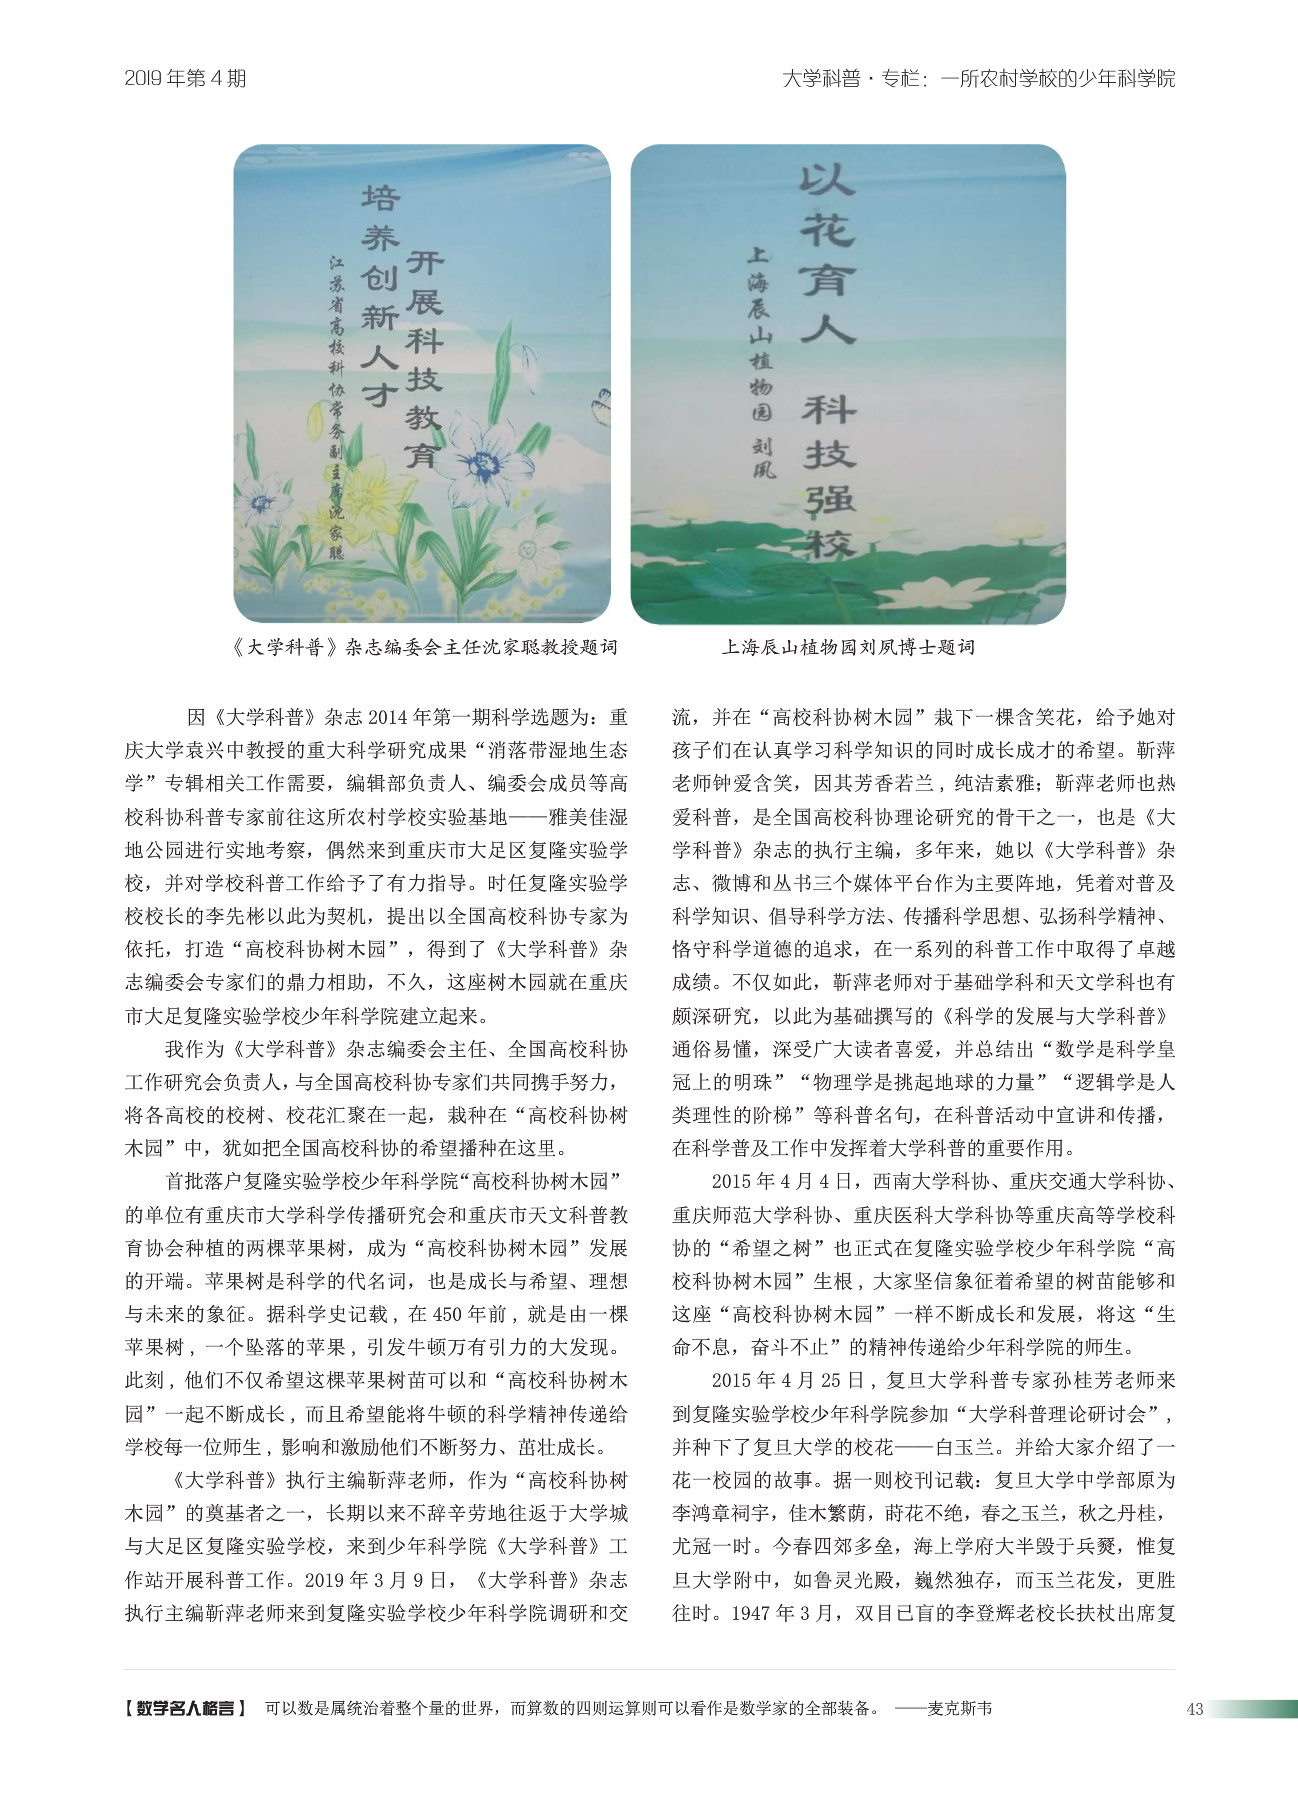 2019 年第 4 期
大学科普·专栏：一所农村学校的少年科学院
开展科技教育
培养创新人才
江苏省高校科协常务副主席沈家聪
以花育人 科技强校
上海辰山植物园 刘夙
《大学科普》杂志编委会主任沈家聪教授题词
上海辰山植物园刘夙博士题词
因《大学科普》杂志 2014 年第一期科学选题为：重
庆大学袁兴中教授的重大科学研究成果“消落带湿地生态
学”专辑相关工作需要，编辑部负责人、编委会成员等高
校科协科普专家前往这所农村学校实验基地——雅美佳湿
地公园进行实地考察，偶然来到重庆市大足区复隆实验学
校，并对学校科普工作给予了有力指导。时任复隆实验学
校校长的李先彬以此为契机，提出以全国高校科协专家为
依托，打造“高校科协树木园”，得到了《大学科普》杂
志编委会专家们的鼎力相助，不久，这座树木园就在重庆
市大足复隆实验学校少年科学院建立起来。
我作为《大学科普》杂志编委会主任、全国高校科协
工作研究会负责人，与全国高校科协专家们共同携手努力，
将各高校的校树、校花汇聚在一起，栽种在“高校科协树
木园”中，犹如把全国高校科协的希望播种在这里。
首批落户复隆实验学校少年科学院“高校科协树木园”
的单位有重庆市大学科学传播研究会和重庆市天文科普教
育协会种植的两棵苹果树，成为“高校科协树木园”发展
的开端。苹果树是科学的代名词，也是成长与希望、理想
与未来的象征。据科学史记载，在 450 年前，就是由一棵
苹果树，一个坠落的苹果，引发牛顿万有引力的大发现。
此刻，他们不仅希望这棵苹果树苗可以和“高校科协树木
园”一起不断成长，而且希望能将牛顿的科学精神传递给
学校每一位师生，影响和激励他们不断努力、茁壮成长。
《大学科普》执行主编靳萍老师，作为“高校科协树
木园”的奠基者之一，长期以来不辞辛劳地往返于大学城
与大足区复隆实验学校，来到少年科学院《大学科普》工
作站开展科普工作。2019 年 3 月 9 日，《大学科普》杂志
执行主编靳萍老师来到复隆实验学校少年科学院调研和交
流，并在“高校科协树木园”栽下一棵含笑花，给予她对
孩子们在认真学习科学知识的同时成长成才的希望。靳萍
老师钟爱含笑，因其芳香若兰，纯洁素雅；靳萍老师也热
爱科普，是全国高校科协理论研究的骨干之一，也是《大
学科普》杂志的执行主编，多年来，她以《大学科普》杂
志、微博和丛书三个媒体平台作为主要阵地，凭着对普及
科学知识、倡导科学方法、传播科学思想、弘扬科学精神、
恪守科学道德的追求，在一系列的科普工作中取得了卓越
成绩。不仅如此，靳萍老师对于基础学科和天文学科也有
颇深研究，以此为基础撰写的《科学的发展与大学科普》
通俗易懂，深受广大读者喜爱，并总结出“数学是科学皇
冠上的明珠”“物理学是挑起地球的力量”“逻辑学是人
类理性的阶梯”等科普名句，在科普活动中宣讲和传播，
在科学普及工作中发挥着大学科普的重要作用。
2015 年 4 月 4 日，西南大学科协、重庆交通大学科协、
重庆师范大学科协、重庆医科大学科协等重庆高等学校科
协的“希望之树”也正式在复隆实验学校少年科学院“高
校科协树木园”生根，大家坚信象征着希望的树苗能够和
这座“高校科协树木园”一样不断成长和发展，将这“生
命不息，奋斗不止”的精神传递给少年科学院的师生。
2015 年 4 月 25 日，复旦大学科普专家孙桂芳老师来
到复隆实验学校少年科学院参加“大学科普理论研讨会”，
并种下了复旦大学的校花——白玉兰。并给大家介绍了一
花一校园的故事。据一则校刊记载：复旦大学中学部原为
李鸿章祠宇，佳木繁荫，莳花不绝，春之玉兰，秋之丹桂，
尤冠一时。今春四郊多垒，海上学府大半毁于兵燹，惟复
旦大学附中，如鲁灵光殿，巍然独存，而玉兰花发，更胜
往时。1947 年 3 月，双目已盲的李登辉老校长扶杖出席复
【数学名人格言】 可以数是属统治着整个量的世界，而算数的四则运算则可以看作是数学家的全部装备。 ——麦克斯韦
43